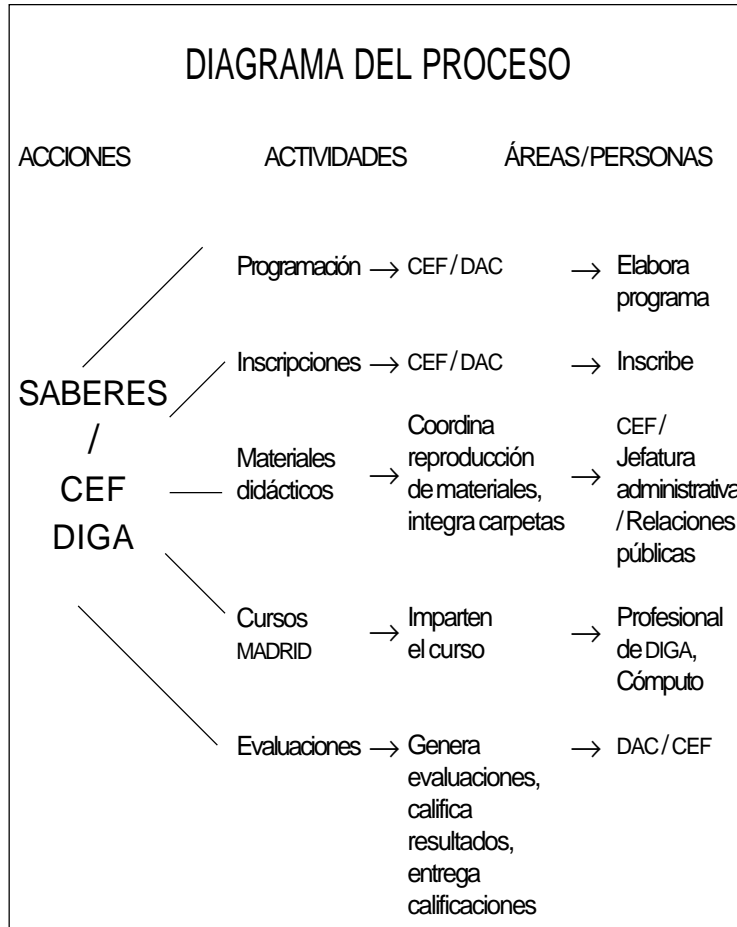 DIAGRAMA DEL PROCESO
ACCIONES ACTIVIDADES ÁREAS/PERSONAS
SABERES
/
CEF
DIGA
Programación → CEF/DAC → Elabora
programa
Inscripciones → CEF/DAC → Inscribe
Materiales
didácticos
→
Coordina
reproducción
de materiales,
integra carpetas
→
CEF/
Jefatura
administrativa
/Relaciones
públicas
Cursos
MADRID
→
Imparten
el curso
→
Profesional
de DIGA,
Cómputo
Evaluaciones → Genera
evaluaciones,
califica
resultados,
entrega
calificaciones
→ DAC/CEF